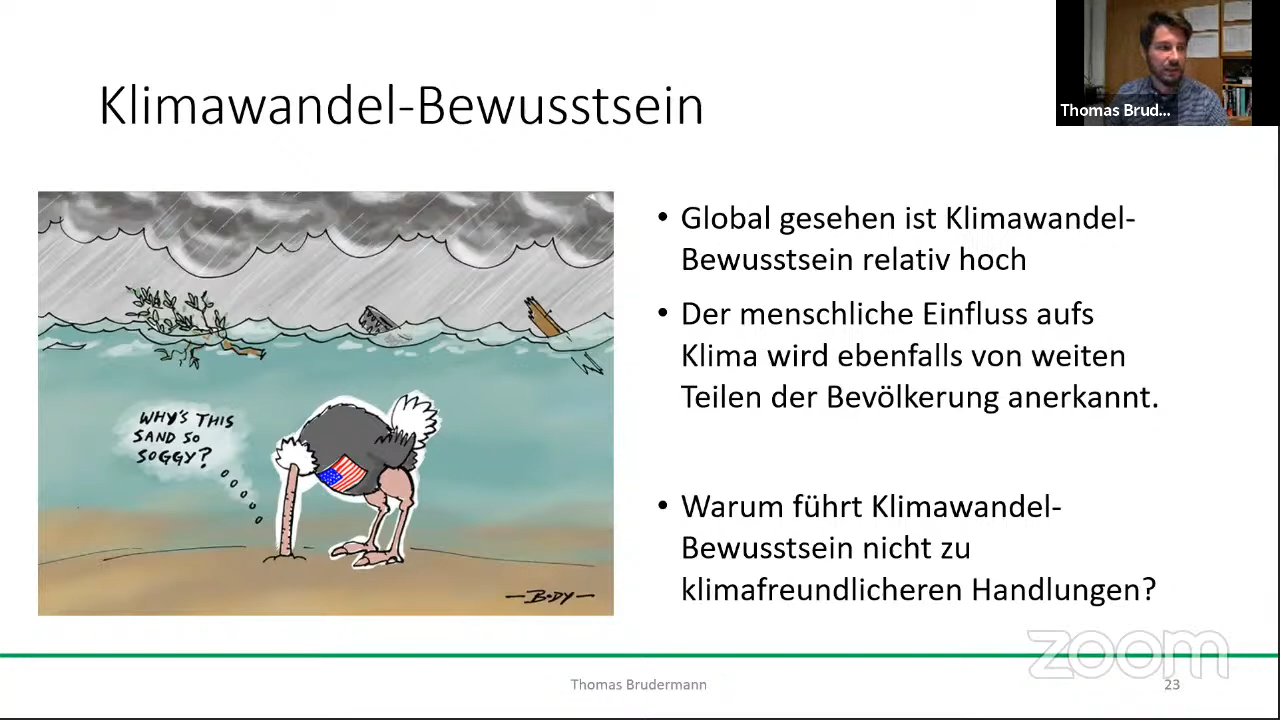 Klimawandel-Bewusstsein
Thomas Brud...
WHY'S THIS
SAND SO
SOGGY?
BODY
• Global gesehen ist Klimawandel-
Bewusstsein relativ hoch
• Der menschliche Einfluss aufs
Klima wird ebenfalls von weiten
Teilen der Bevölkerung anerkannt.
• Warum führt Klimawandel-
Bewusstsein nicht zu
klimafreundlicheren Handlungen?
zoom
Thomas Brudermann
23